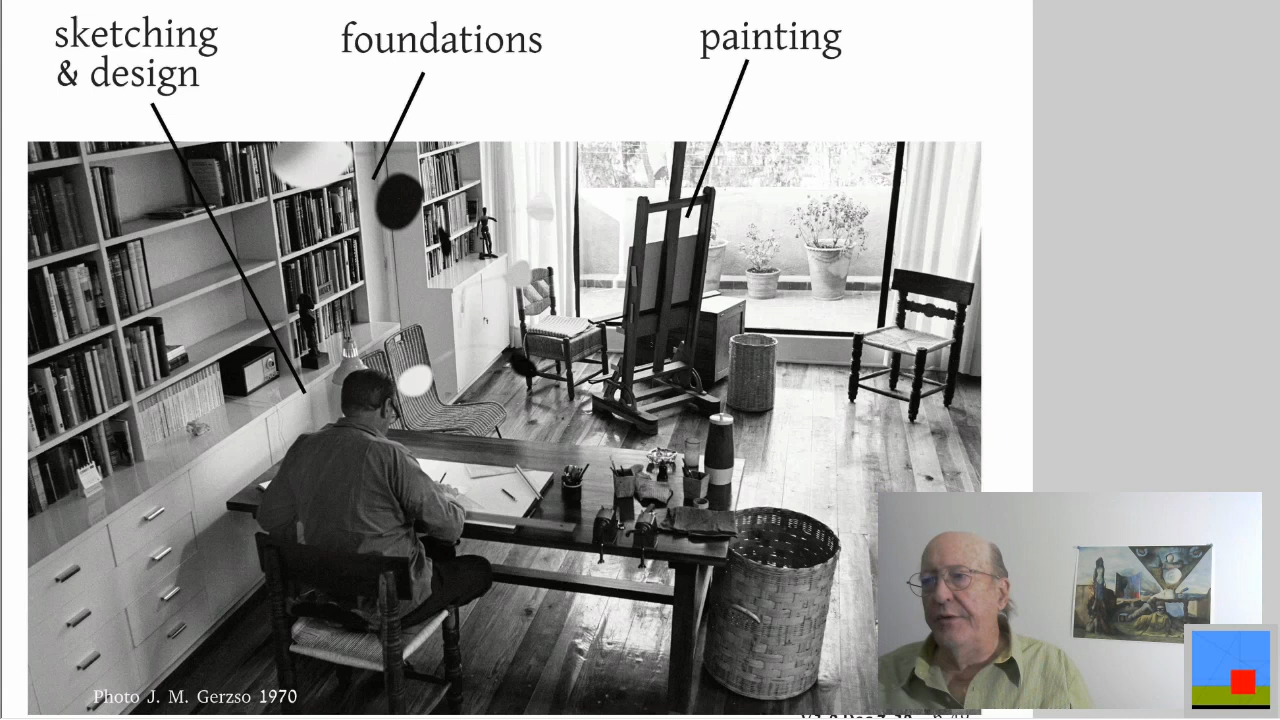 sketching
& design
foundations
painting
Photo J. M. Gerzso 1970